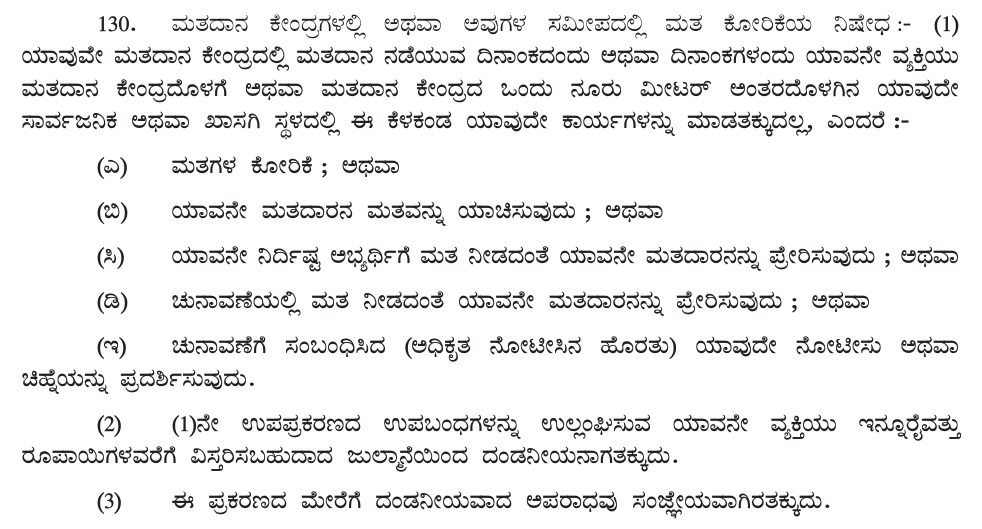 130. ಮತದಾನ ಕೇಂದ್ರಗಳಲ್ಲಿ ಅಥವಾ ಅವುಗಳ ಸಮೀಪದಲ್ಲಿ ಮತ ಕೋರಿಕೆಯ ನಿಷೇಧ :- (1)
ಯಾವುವೇ ಮತದಾನ ಕೇಂದ್ರದಲ್ಲಿ ಮತದಾನ ನಡೆಯುವ ದಿನಾಂಕದಂದು ಅಥವಾ ದಿನಾಂಕಗಳಂದು ಯಾವನೇ ವ್ಯಕ್ತಿಯು
ಮತದಾನ ಕೇಂದ್ರದೊಳಗೆ ಅಥವಾ ಮತದಾನ ಕೇಂದ್ರದ ಒಂದು ನೂರು ಮೀಟರ್ ಅಂತರದೊಳಗಿನ ಯಾವುದೇ
ಸಾರ್ವಜನಿಕ ಅಥವಾ ಖಾಸಗಿ ಸ್ಥಳದಲ್ಲಿ ಈ ಕೆಳಕಂಡ ಯಾವುದೇ ಕಾರ್ಯಗಳನ್ನು ಮಾಡತಕ್ಕುದಲ್ಲ, ಎಂದರೆ :-
(ಎ) ಮತಗಳ ಕೋರಿಕೆ ; ಅಥವಾ
(ಬಿ) ಯಾವನೇ ಮತದಾರನ ಮತವನ್ನು ಯಾಚಿಸುವುದು ; ಅಥವಾ
(ಸಿ) ಯಾವನೇ ನಿರ್ದಿಷ್ಟ ಅಭ್ಯರ್ಥಿಗೆ ಮತ ನೀಡದಂತೆ ಯಾವನೇ ಮತದಾರನನ್ನು ಪ್ರೇರಿಸುವುದು ; ಅಥವಾ
(ಡಿ) ಚುನಾವಣೆಯಲ್ಲಿ ಮತ ನೀಡದಂತೆ ಯಾವನೇ ಮತದಾರನನ್ನು ಪ್ರೇರಿಸುವುದು ; ಅಥವಾ
(ಇ) ಚುನಾವಣೆಗೆ ಸಂಬಂಧಿಸಿದ (ಅಧಿಕೃತ ನೋಟೀಸಿನ ಹೊರತು) ಯಾವುದೇ ನೋಟೀಸು ಅಥವಾ
ಚಿಹ್ನೆಯನ್ನು ಪ್ರದರ್ಶಿಸುವುದು.
(2) (1)ನೇ ಉಪಪ್ರಕರಣದ ಉಪಬಂಧಗಳನ್ನು ಉಲ್ಲಂಘಿಸುವ ಯಾವನೇ ವ್ಯಕ್ತಿಯು ಇನ್ನೂರೈವತ್ತು
ರೂಪಾಯಿಗಳವರೆಗೆ ವಿಸ್ತರಿಸಬಹುದಾದ ಜುಲ್ಮಾನೆಯಿಂದ ದಂಡನೀಯನಾಗತಕ್ಕುದು.
(3) ಈ ಪ್ರಕರಣದ ಮೇರೆಗೆ ದಂಡನೀಯವಾದ ಅಪರಾಧವು ಸಂಜ್ಞೇಯವಾಗಿರತಕ್ಕುದು.